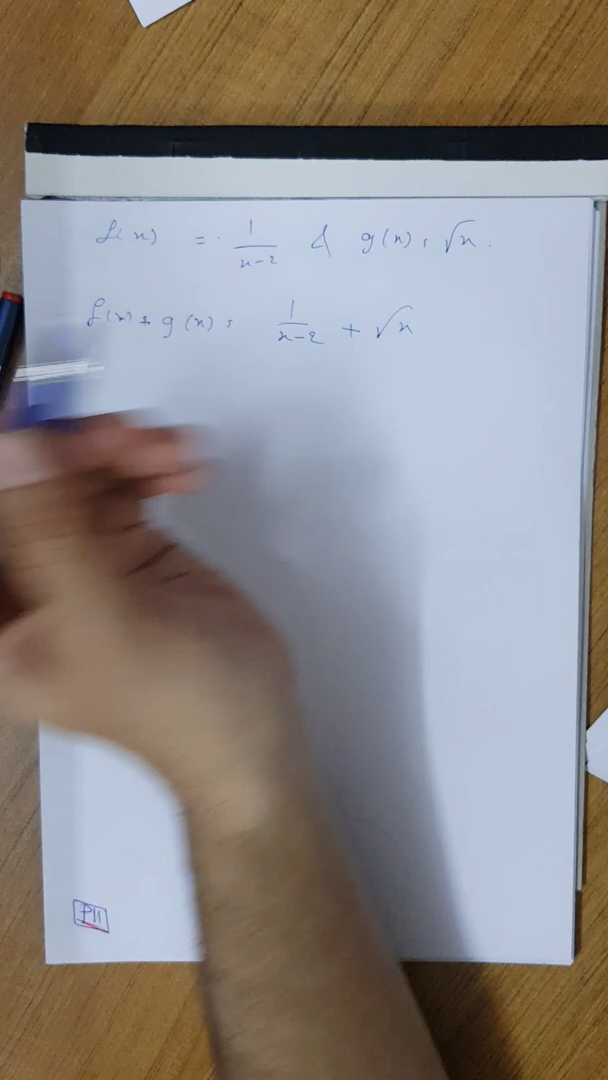 f(x) = 1/(x-2) & g(x) = √x.
f(x) + g(x) = 1/(x-2) + √x
P11